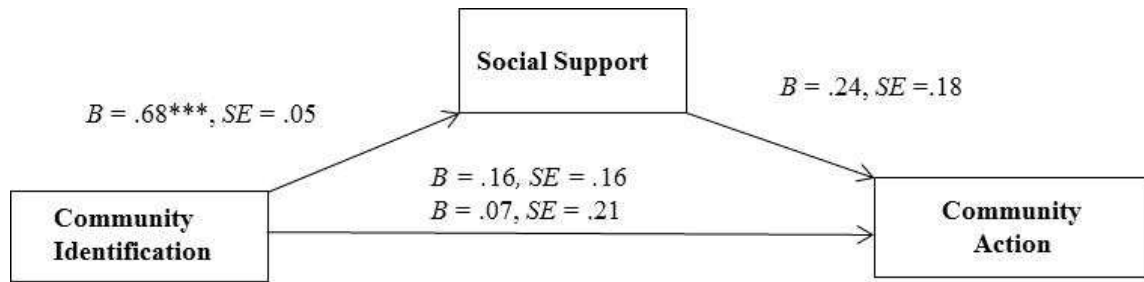 Social Support
B = .68***, SE = .05
B = .24, SE =.18
B = .16, SE = .16
B = .07, SE = .21
Community
Identification
Community
Action